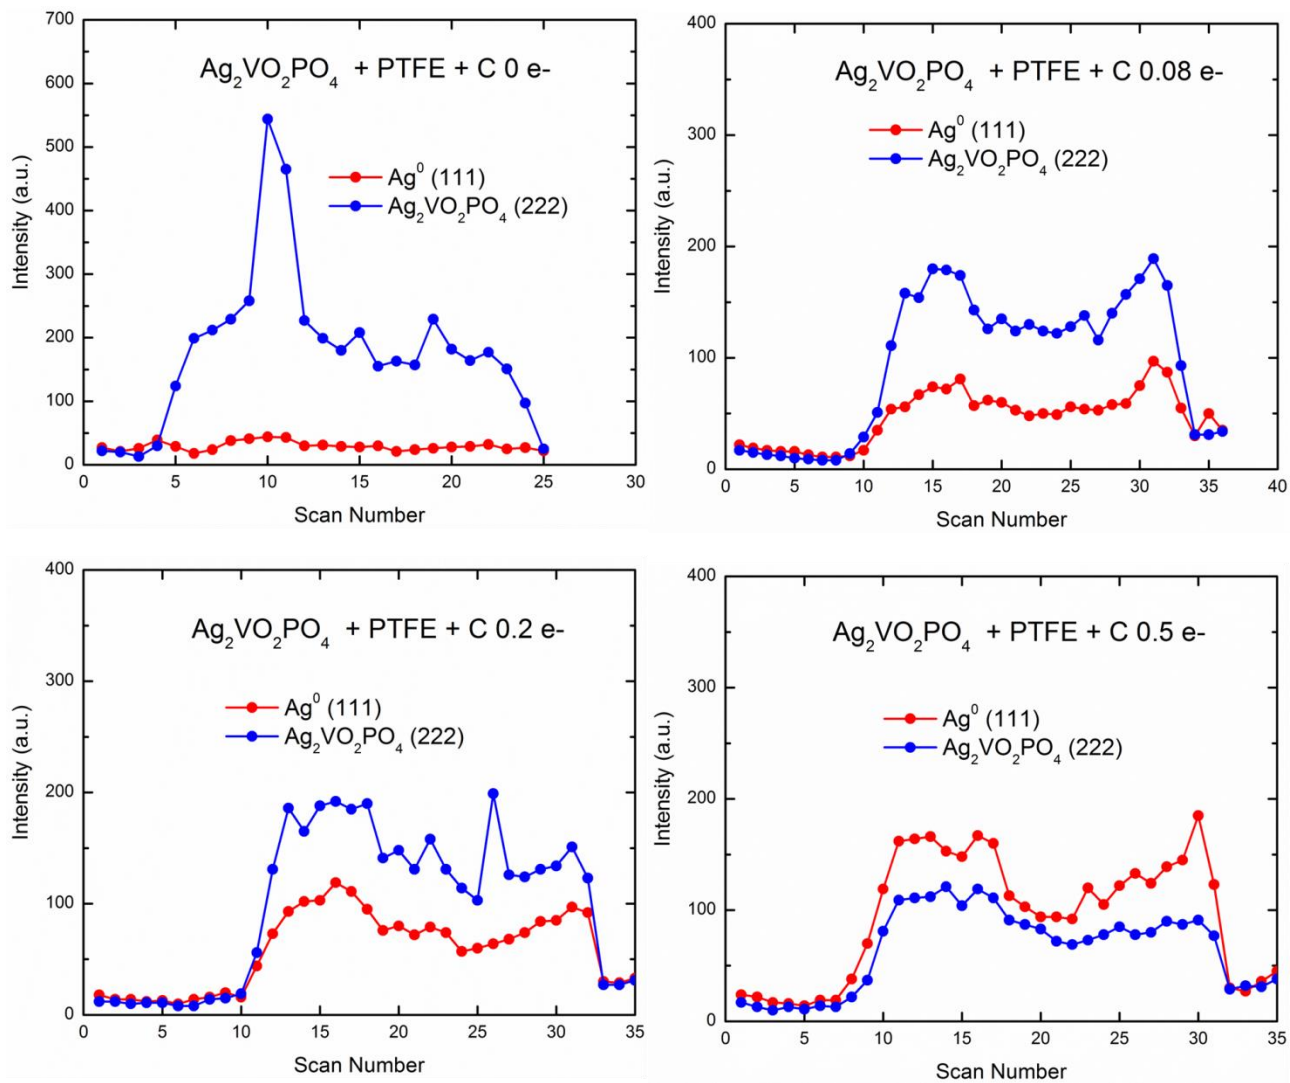 Ag₂VO₂PO₄ + PTFE + C 0 e-
Ag⁰ (111)
Ag₂VO₂PO₄ (222)
Intensity (a.u.)
700
600
500
400
300
200
100
0
0 5 10 15 20 25 30
Scan Number
Ag₂VO₂PO₄ + PTFE + C 0.08 e-
Ag⁰ (111)
Ag₂VO₂PO₄ (222)
Intensity (a.u.)
400
300
200
100
0
0 5 10 15 20 25 30 35 40
Scan Number
Ag₂VO₂PO₄ + PTFE + C 0.2 e-
Ag⁰ (111)
Ag₂VO₂PO₄ (222)
Intensity (a.u.)
400
300
200
100
0
0 5 10 15 20 25 30 35
Scan Number
Ag₂VO₂PO₄ + PTFE + C 0.5 e-
Ag⁰ (111)
Ag₂VO₂PO₄ (222)
Intensity (a.u.)
400
300
200
100
0
0 5 10 15 20 25 30 35
Scan Number